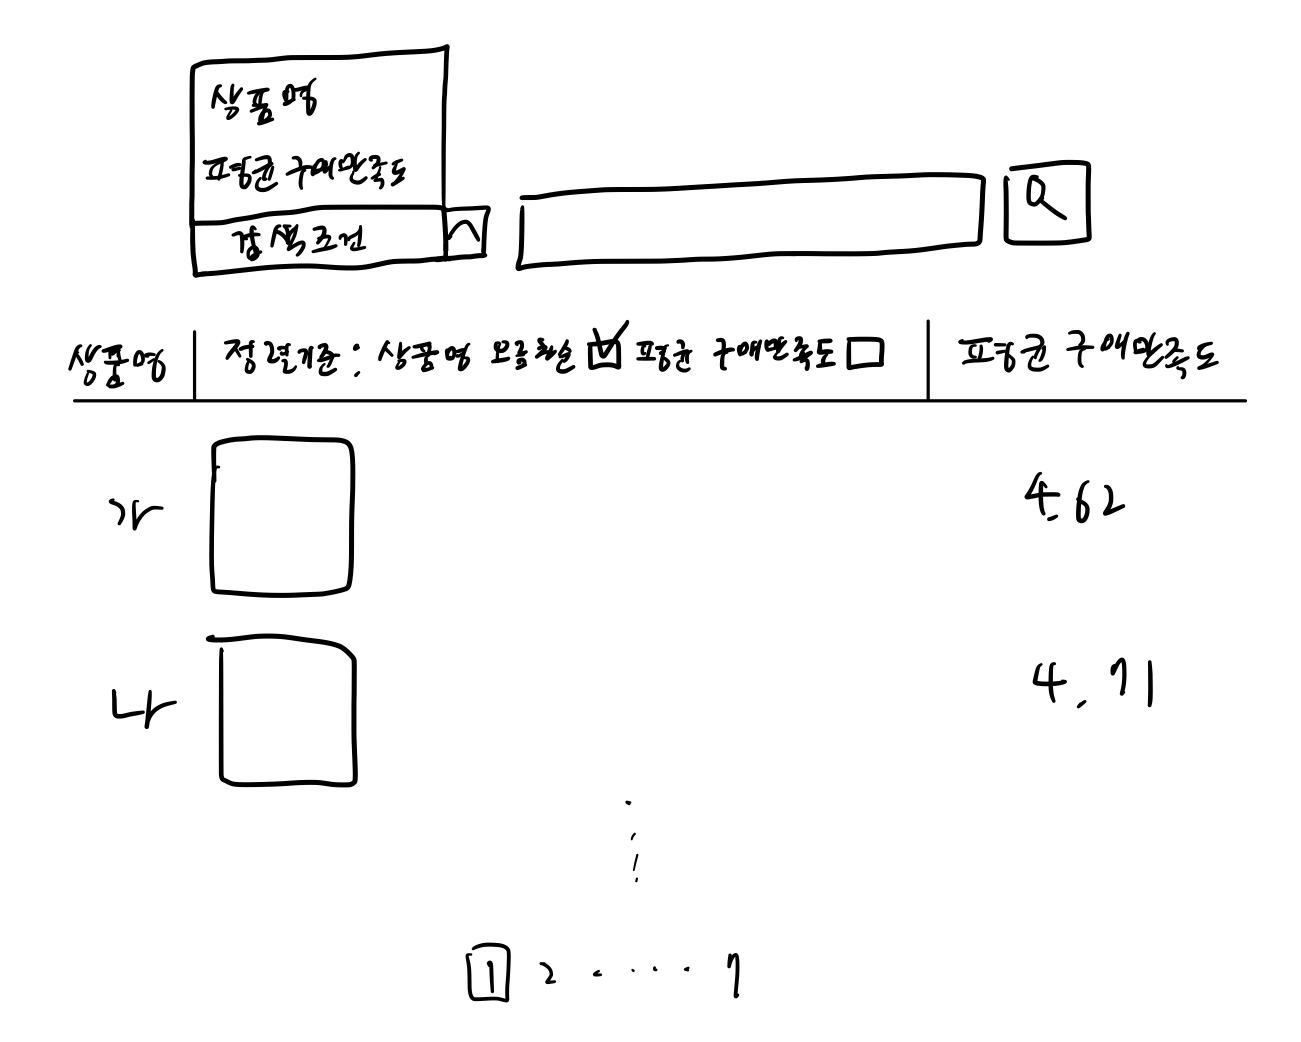 상품명
평균 구매만족도
검색조건
상품명 정렬기준 : 상품명 오름차순 평균 구매만족도 평균 구매만족도
가 4.62
나 4.71
1 2 ····· 7